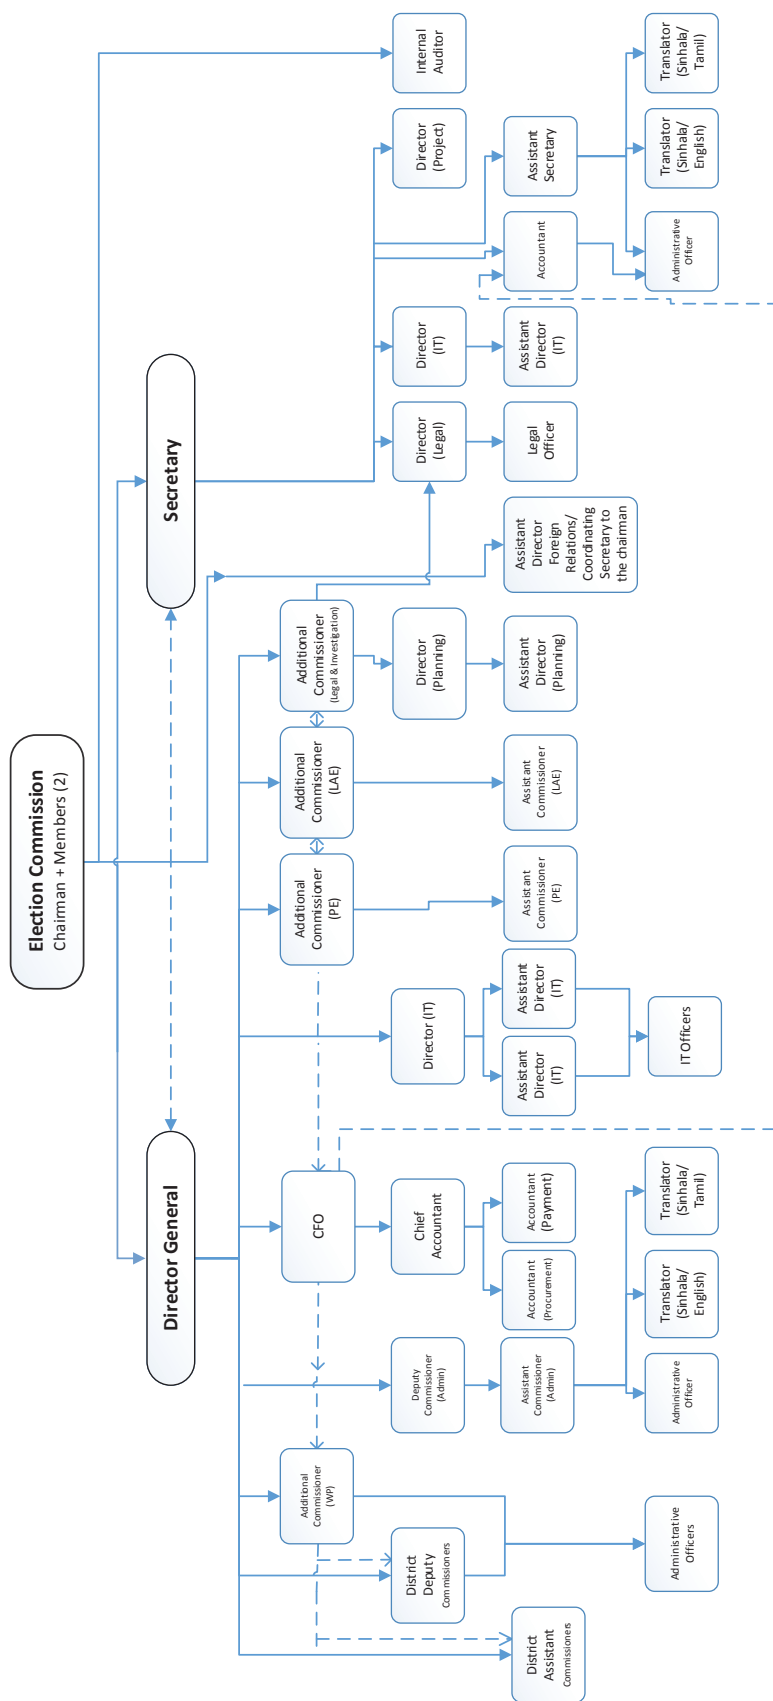 Election Commission
Chairman + Members (2)
Director General
Secretary
Additional
Commissioner
(WP)
CFO
Additional
Commissioner
(PE)
Additional
Commissioner
(LAE)
Additional
Commissioner
(Legal & Investigation)
District
Deputy
Commissioners
Deputy
Commissioner
(Admin)
Chief
Accountant
Director (IT)
Director
(Planning)
Director
(Legal)
Director
(IT)
Director
(Project)
Internal
Auditor
District
Assistant
Commissioners
Assistant
Commissioner
(Admin)
Accountant
(Procurement)
Accountant
(Payment)
Assistant
Director
(IT)
Assistant
Director
(IT)
Assistant
Commissioner
(PE)
Assistant
Commissioner
(LAE)
Assistant
Director
(Planning)
Assistant
Director
Foreign
Relations/
Coordinating
Secretary to
the chairman
Legal
Officer
Assistant
Director
(IT)
Accountant
Assistant
Secretary
Administrative
Officers
Administrative
Officer
Translator
(Sinhala/
English)
Translator
(Sinhala/
Tamil)
IT Officers
Administrative
Officer
Translator
(Sinhala/
English)
Translator
(Sinhala/
Tamil)